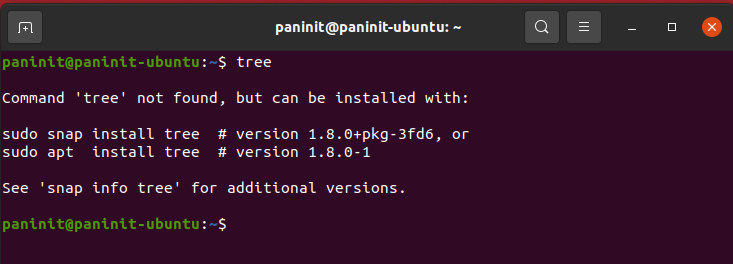 paninit@paninit-ubuntu: ~
paninit@paninit-ubuntu:~$ tree
Command 'tree' not found, but can be installed with:
sudo snap install tree  # version 1.8.0+pkg-3fd6, or
sudo apt  install tree  # version 1.8.0-1
See 'snap info tree' for additional versions.
paninit@paninit-ubuntu:~$